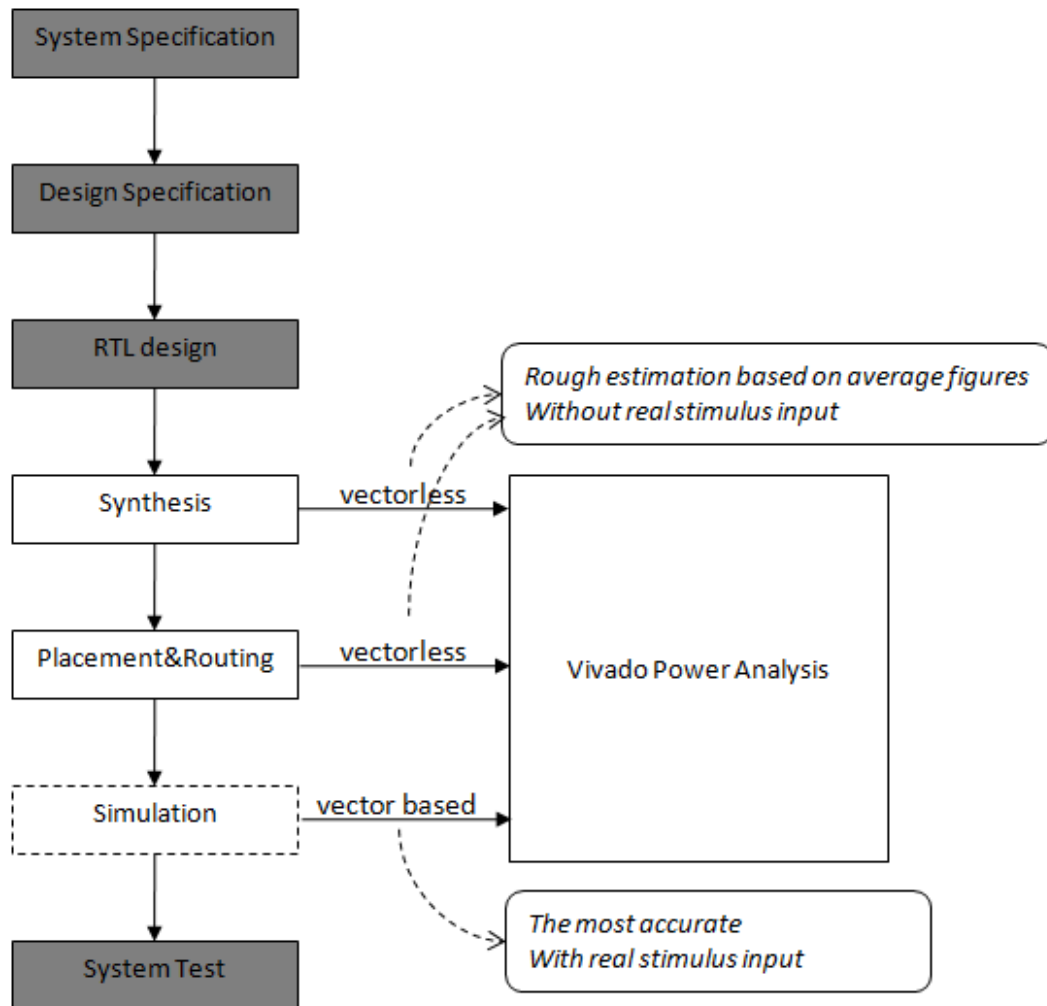 System Specification
Design Specification
RTL design
Rough estimation based on average figures
Without real stimulus input
Synthesis
vectorless
Placement&Routing
vectorless
Vivado Power Analysis
Simulation
vector based
The most accurate
With real stimulus input
System Test